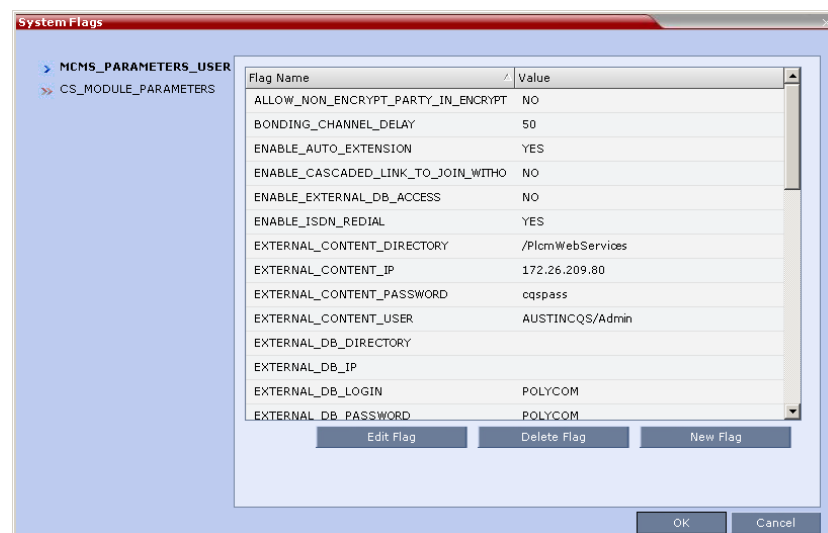 System Flags
MCMS_PARAMETERS_USER
CS_MODULE_PARAMETERS
Flag Name Value
ALLOW_NON_ENCRYPT_PARTY_IN_ENCRYPT NO
BONDING_CHANNEL_DELAY 50
ENABLE_AUTO_EXTENSION YES
ENABLE_CASCADED_LINK_TO_JOIN_WITHO NO
ENABLE_EXTERNAL_DB_ACCESS NO
ENABLE_ISDN_REDIAL YES
EXTERNAL_CONTENT_DIRECTORY /PlcmWebServices
EXTERNAL_CONTENT_IP 172.26.209.80
EXTERNAL_CONTENT_PASSWORD cqspass
EXTERNAL_CONTENT_USER AUSTINCQS/Admin
EXTERNAL_DB_DIRECTORY
EXTERNAL_DB_IP
EXTERNAL_DB_LOGIN POLYCOM
EXTERNAL_DB_PASSWORD POLYCOM
Edit Flag Delete Flag New Flag
OK Cancel